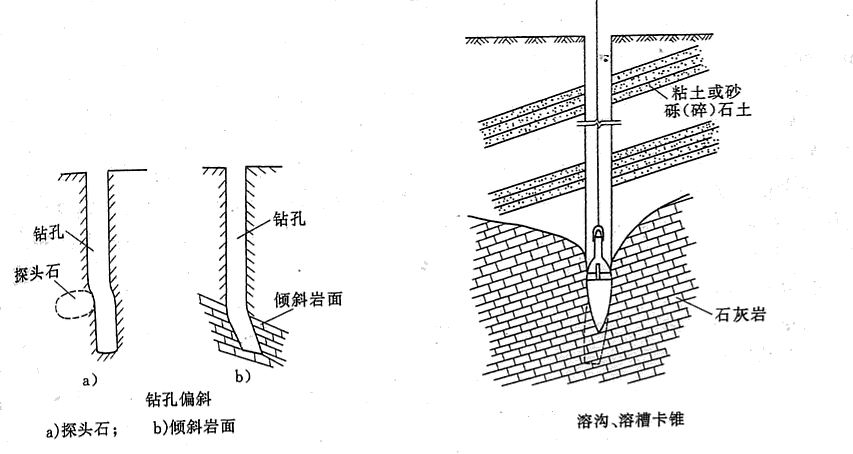 钻孔
探头石
a)
钻孔
倾斜岩面
b)
钻孔偏斜
a)探头石； b)倾斜岩面
粘土或砂
砾(碎)石土
石灰岩
溶沟、溶槽卡锥